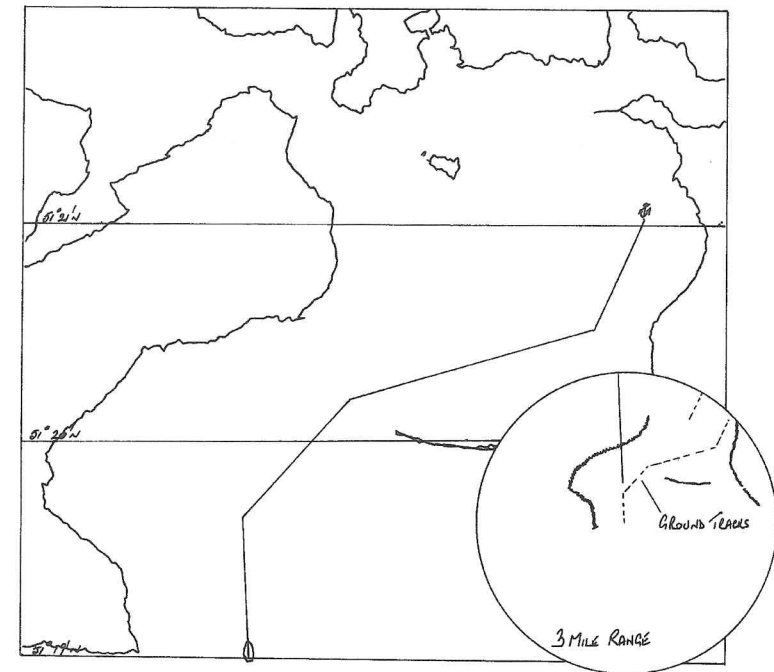 51° 21'N
51° 20'N
GROUND TRACKS
3 MILE RANGE
51° 19'N